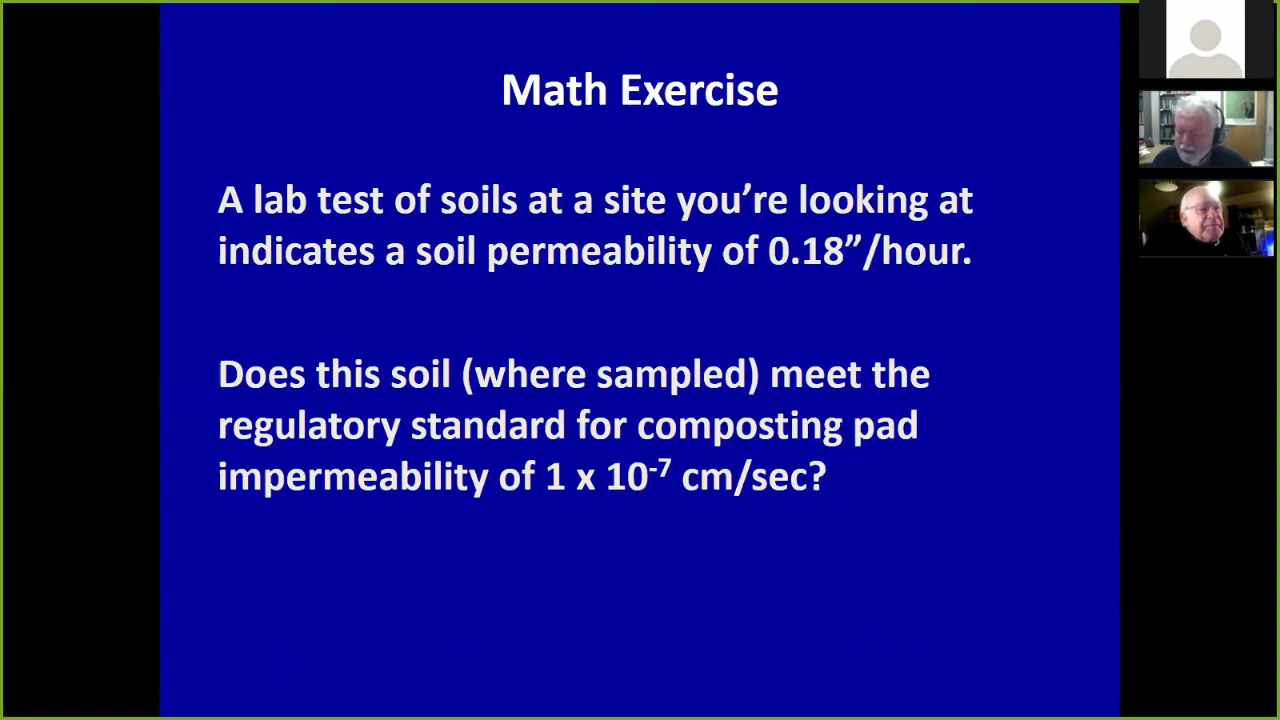 Math Exercise
A lab test of soils at a site you’re looking at
indicates a soil permeability of 0.18”/hour.
Does this soil (where sampled) meet the
regulatory standard for composting pad
impermeability of 1 x 10⁻⁷ cm/sec?